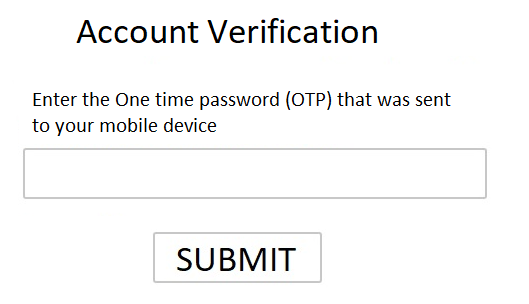 Account Verification
Enter the One time password (OTP) that was sent
to your mobile device
SUBMIT